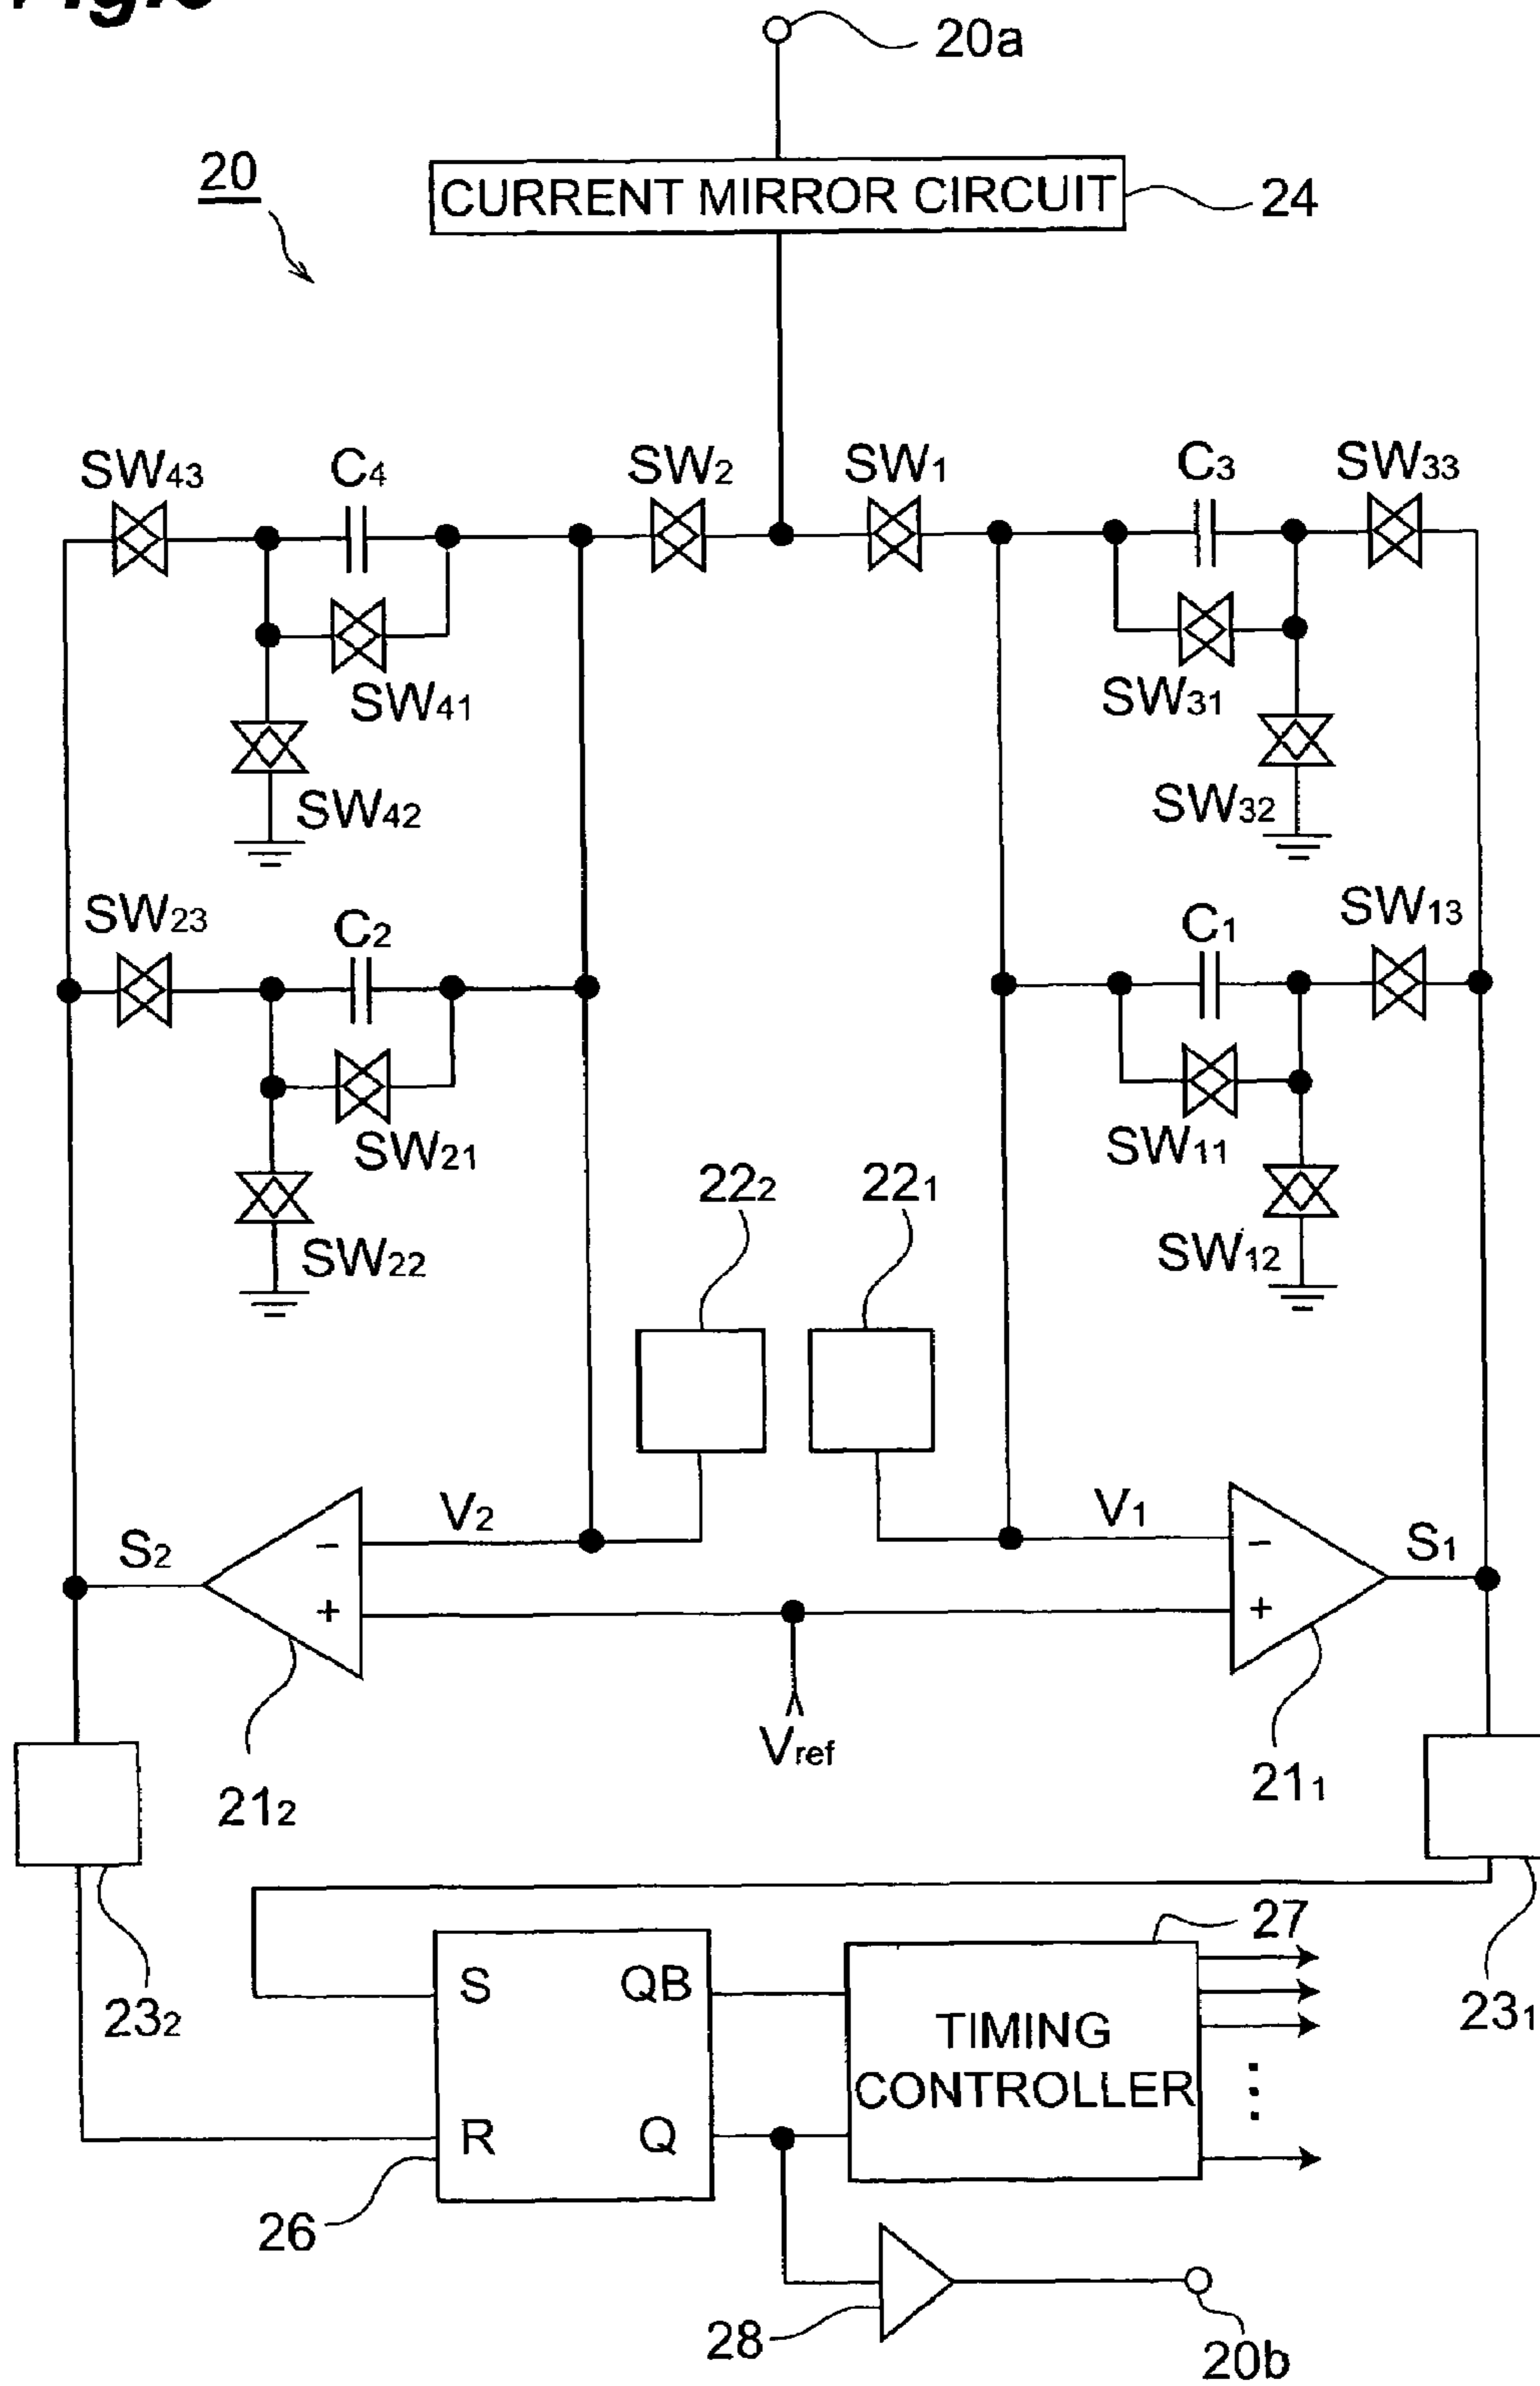 20a
20
CURRENT MIRROR CIRCUIT
24
SW43
C4
SW2
SW1
C3
SW33
SW41
SW31
SW42
SW32
SW23
C2
C1
SW13
SW21
SW11
222
221
SW22
SW12
V2
V1
S2
S1
−
−
+
+
Vref
212
211
27
S
QB
232
TIMING
CONTROLLER
231
R
Q
26
28
20b